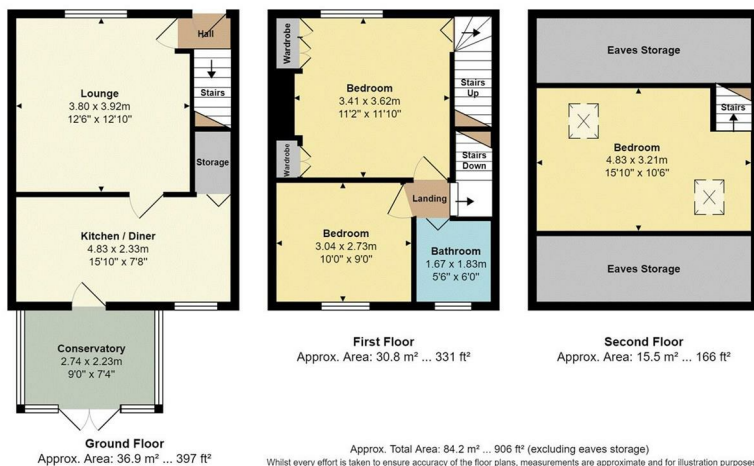 Hall
Lounge
3.80 x 3.92m
12'6" x 12'10"
Stairs
Storage
Kitchen / Diner
4.83 x 2.33m
15'10" x 7'8"
Conservatory
2.74 x 2.23m
9'0" x 7'4"
Ground Floor
Approx. Area: 36.9 m² ... 397 ft²
Wardrobe
Bedroom
3.41 x 3.62m
11'2" x 11'10"
Stairs
Up
Wardrobe
Stairs
Down
Landing
Bedroom
3.04 x 2.73m
10'0" x 9'0"
Bathroom
1.67 x 1.83m
5'6" x 6'0"
First Floor
Approx. Area: 30.8 m² ... 331 ft²
Eaves Storage
Stairs
Bedroom
4.83 x 3.21m
15'10" x 10'6"
Eaves Storage
Second Floor
Approx. Area: 15.5 m² ... 166 ft²
Approx. Total Area: 84.2 m² ... 906 ft² (excluding eaves storage)
Whilst every effort is taken to ensure accuracy of the floor plans, measurements are approximate and for illustration purposes